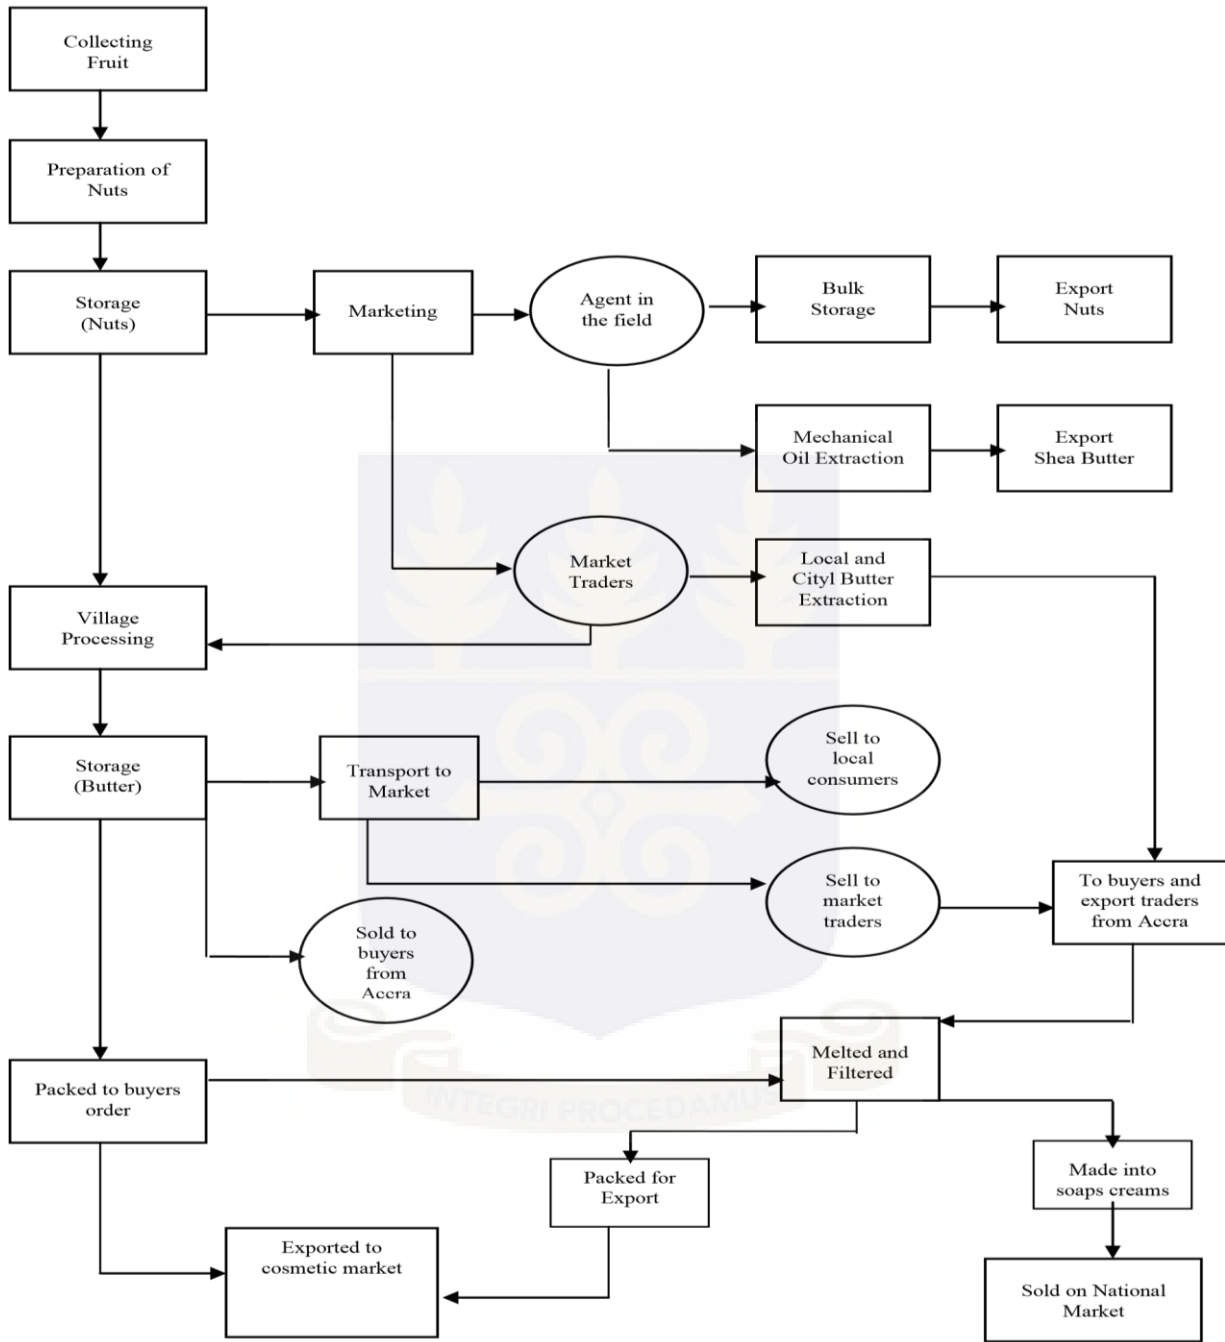 Collecting
Fruit
Preparation of
Nuts
Storage
(Nuts)
Marketing
Agent in
the field
Bulk
Storage
Export
Nuts
Mechanical
Oil Extraction
Export
Shea Butter
Market
Traders
Local and
Cityl Butter
Extraction
Village
Processing
Storage
(Butter)
Transport to
Market
Sell to
local
consumers
Sell to
market
traders
To buyers and
export traders
from Accra
Sold to
buyers
from
Accra
Melted and
Filtered
Packed to buyers
order
INTEGRI PROCEDAMUS
Packed for
Export
Made into
soaps creams
Exported to
cosmetic market
Sold on National
Market